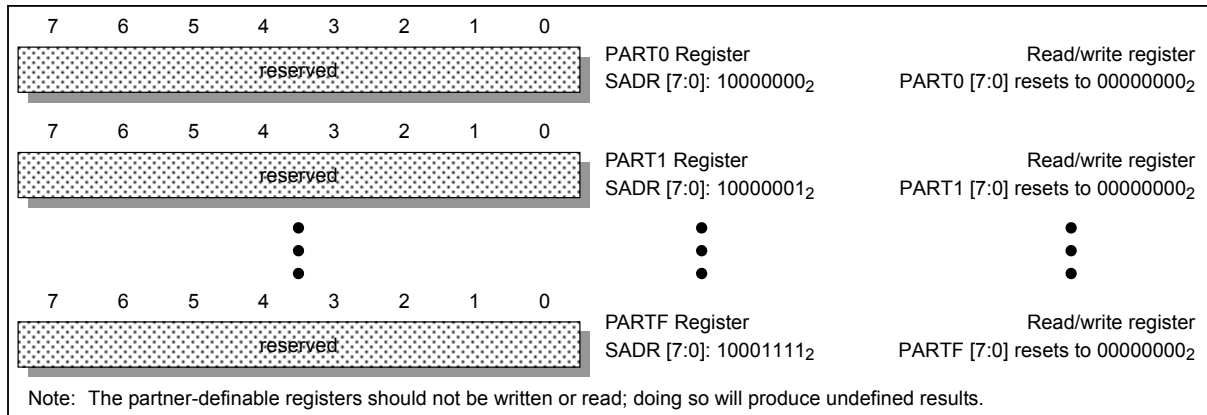 7 6 5 4 3 2 1 0
reserved
PART0 Register
SADR [7:0]: 10000000₂
Read/write register
PART0 [7:0] resets to 00000000₂
7 6 5 4 3 2 1 0
reserved
PART1 Register
SADR [7:0]: 10000001₂
Read/write register
PART1 [7:0] resets to 00000000₂
7 6 5 4 3 2 1 0
reserved
PARTF Register
SADR [7:0]: 10001111₂
Read/write register
PARTF [7:0] resets to 00000000₂
Note: The partner-definable registers should not be written or read; doing so will produce undefined results.